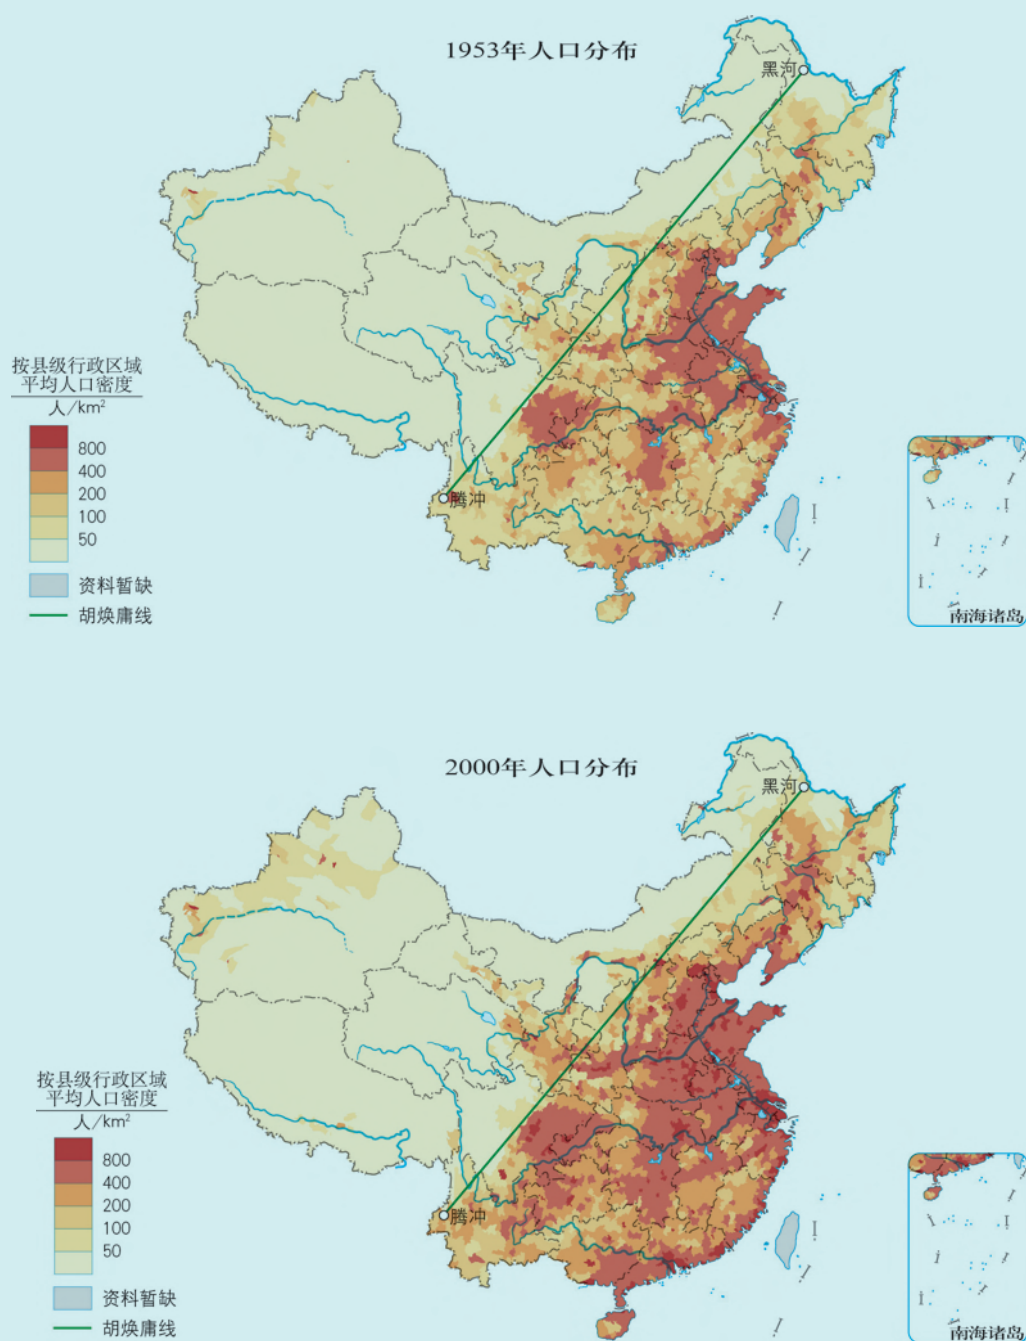 1953年人口分布
黑河
腾冲
按县级行政区域
平均人口密度
人/km²
800
400
200
100
50
资料暂缺
胡焕庸线
南海诸岛
2000年人口分布
黑河
腾冲
按县级行政区域
平均人口密度
人/km²
800
400
200
100
50
资料暂缺
胡焕庸线
南海诸岛